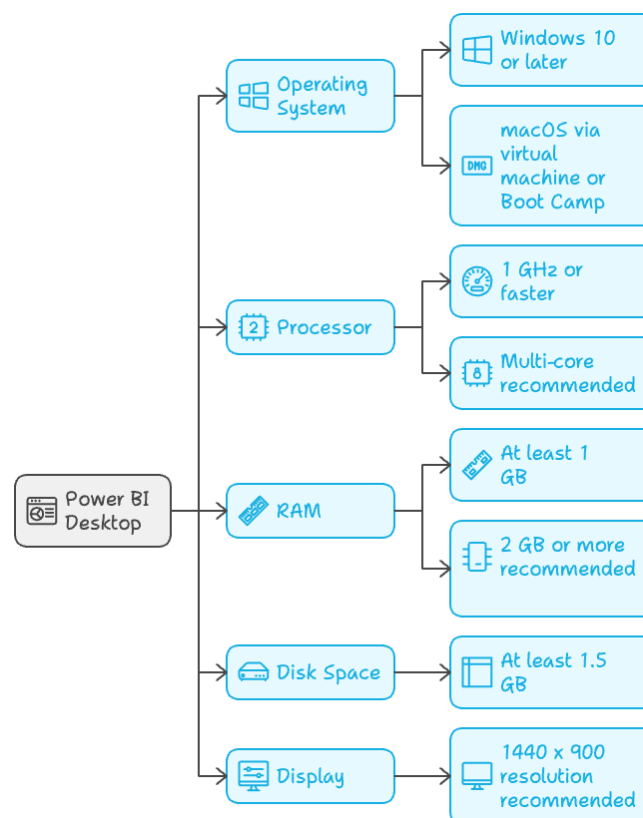 Windows 10
or later
Operating
System
macOS via
virtual
machine or
Boot Camp
DMG
1 GHz or
faster
2
Processor
8
Multi-core
recommended
At least 1
GB
Power BI
Desktop
RAM
2 GB or more
recommended
Disk Space
At least 1.5
GB
Display
1440 x 900
resolution
recommended